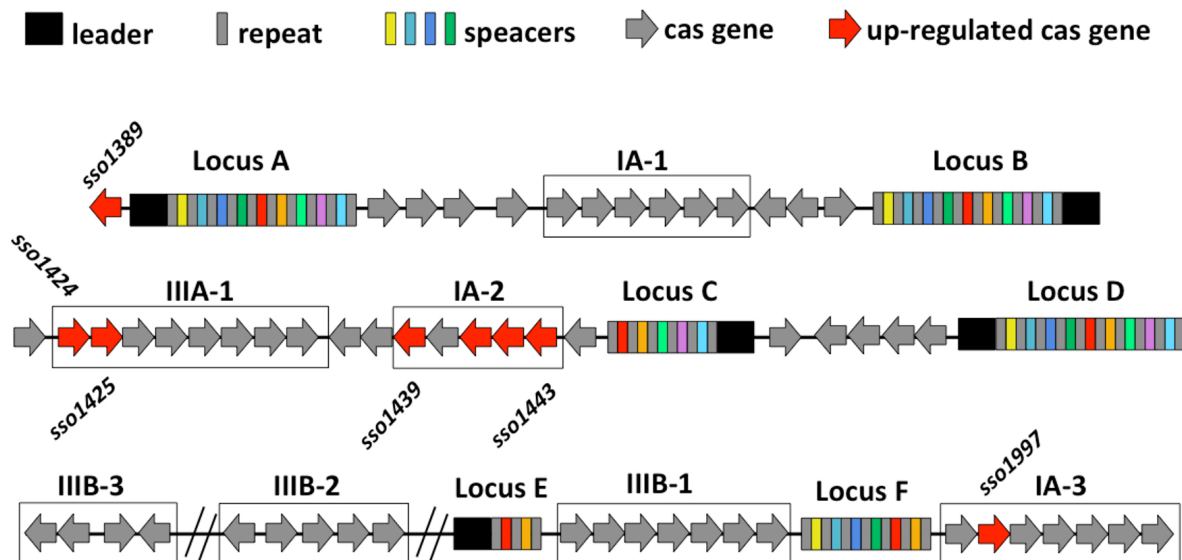 leader repeat speacers cas gene up-regulated cas gene
sso1389
Locus A IA-1 Locus B
sso1424
IIIA-1 IA-2 Locus C Locus D
sso1425 sso1439 sso1443
sso1997
IIIB-3 IIIB-2 Locus E IIIB-1 Locus F IA-3